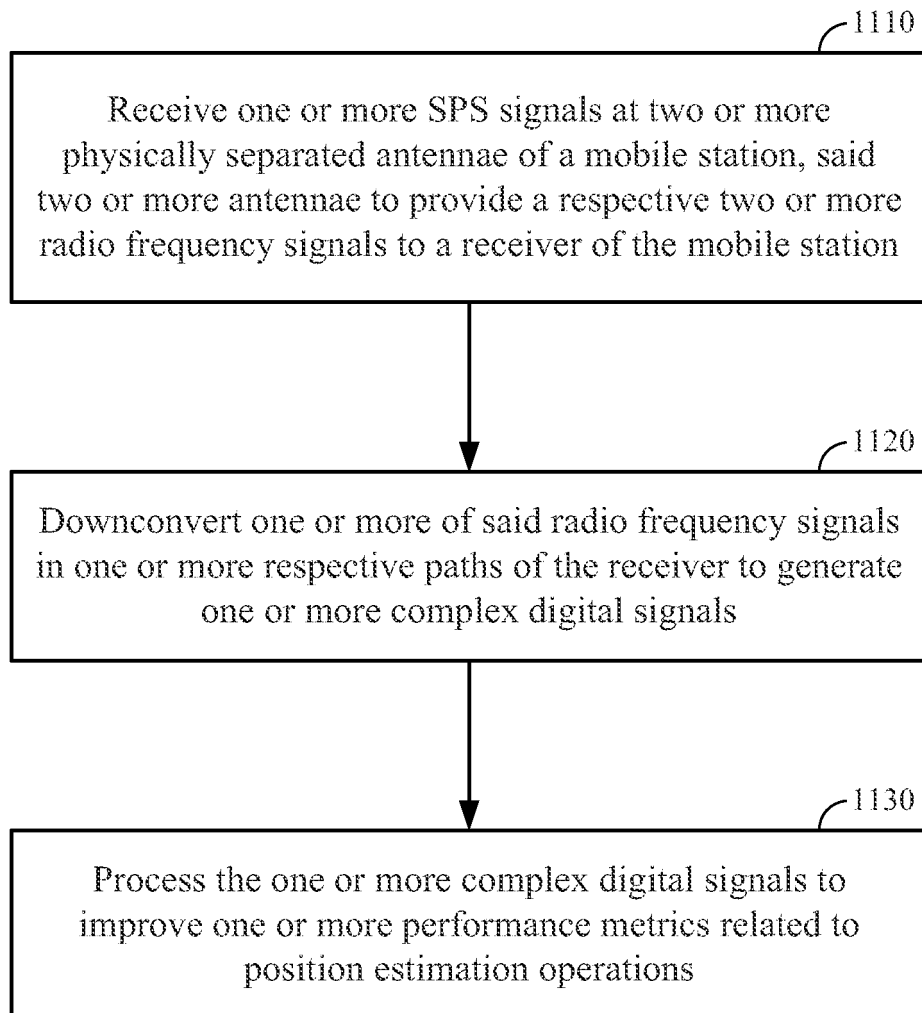 1110
Receive one or more SPS signals at two or more
physically separated antennae of a mobile station, said
two or more antennae to provide a respective two or more
radio frequency signals to a receiver of the mobile station
1120
Downconvert one or more of said radio frequency signals
in one or more respective paths of the receiver to generate
one or more complex digital signals
1130
Process the one or more complex digital signals to
improve one or more performance metrics related to
position estimation operations